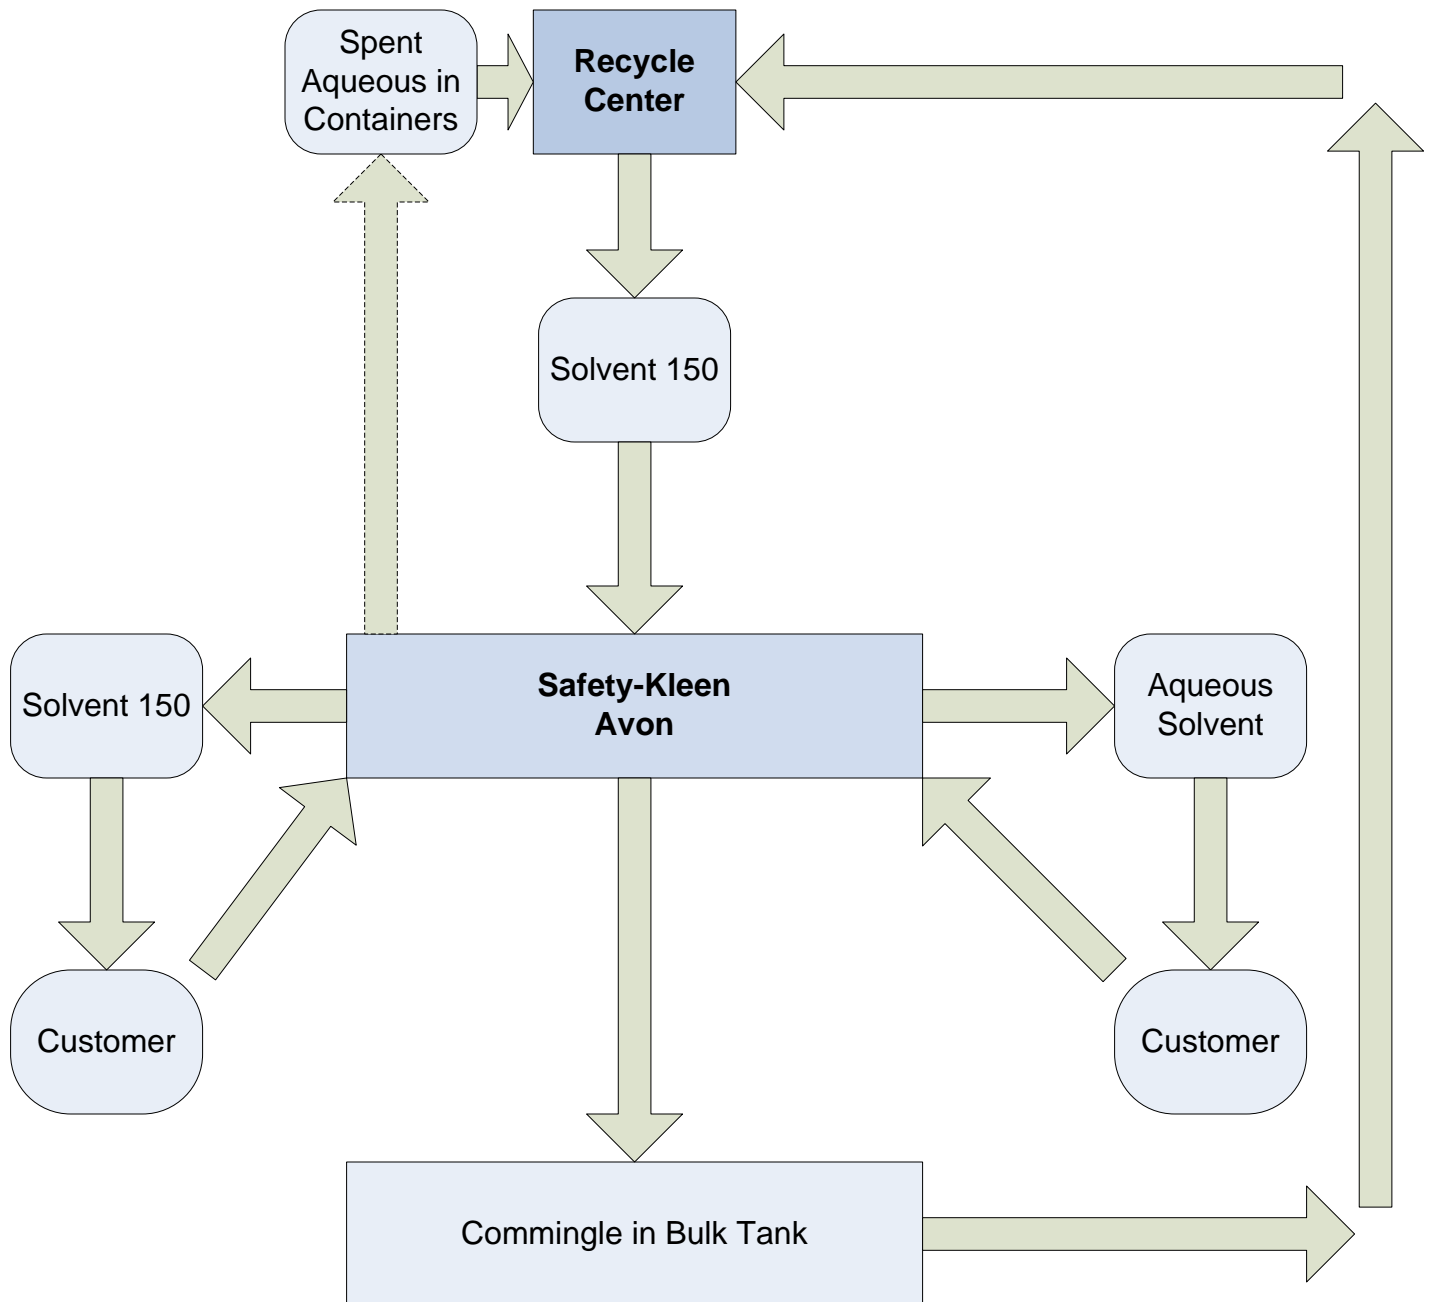 Spent
Aqueous in
Containers
Recycle
Center
Solvent 150
Solvent 150
Safety-Kleen
Avon
Aqueous
Solvent
Customer
Customer
Commingle in Bulk Tank